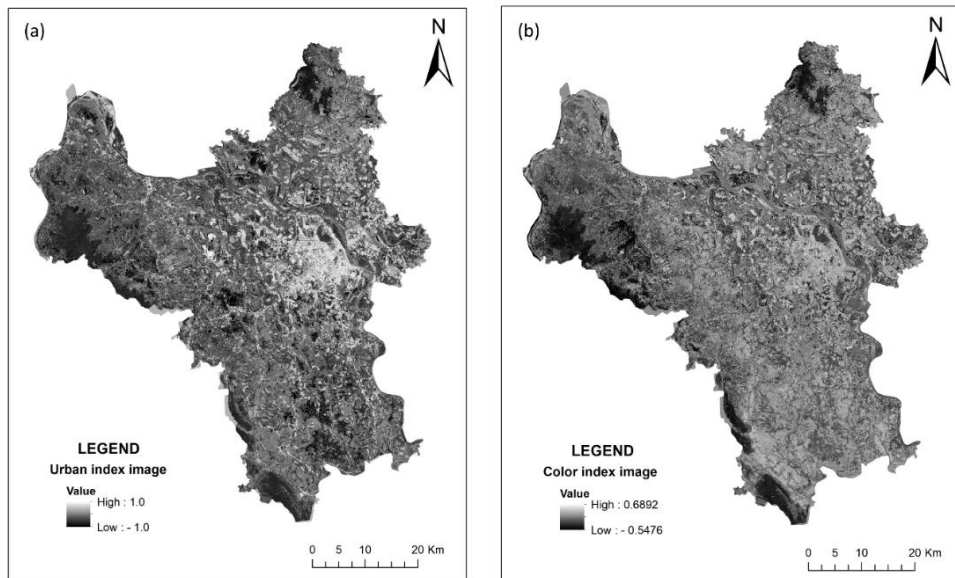 (a)
N
LEGEND
Urban index image
Value
High : 1.0
Low : - 1.0
0 5 10 20 Km
(b)
N
LEGEND
Color index image
Value
High : 0.6892
Low : - 0.5476
0 5 10 20 Km